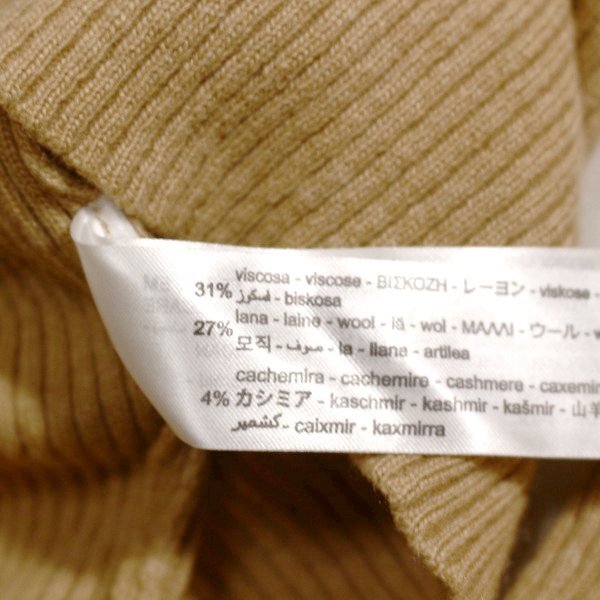 31% viscosa - viscose - ΒΙΣΚΟΖΗ - レーヨン - viskose -
فسكوز - biskosa
27% lana - laine - wool - lã - wol - ΜΑΛΛΙ - ウール -
모직 - صوف - la - llana - artilea
cachemira - cachemire - cashmere - caxemir
4% カシミア - kaschmir - kashmir - kašmir - 山羊
كشمير - caixmir - kaxmirra